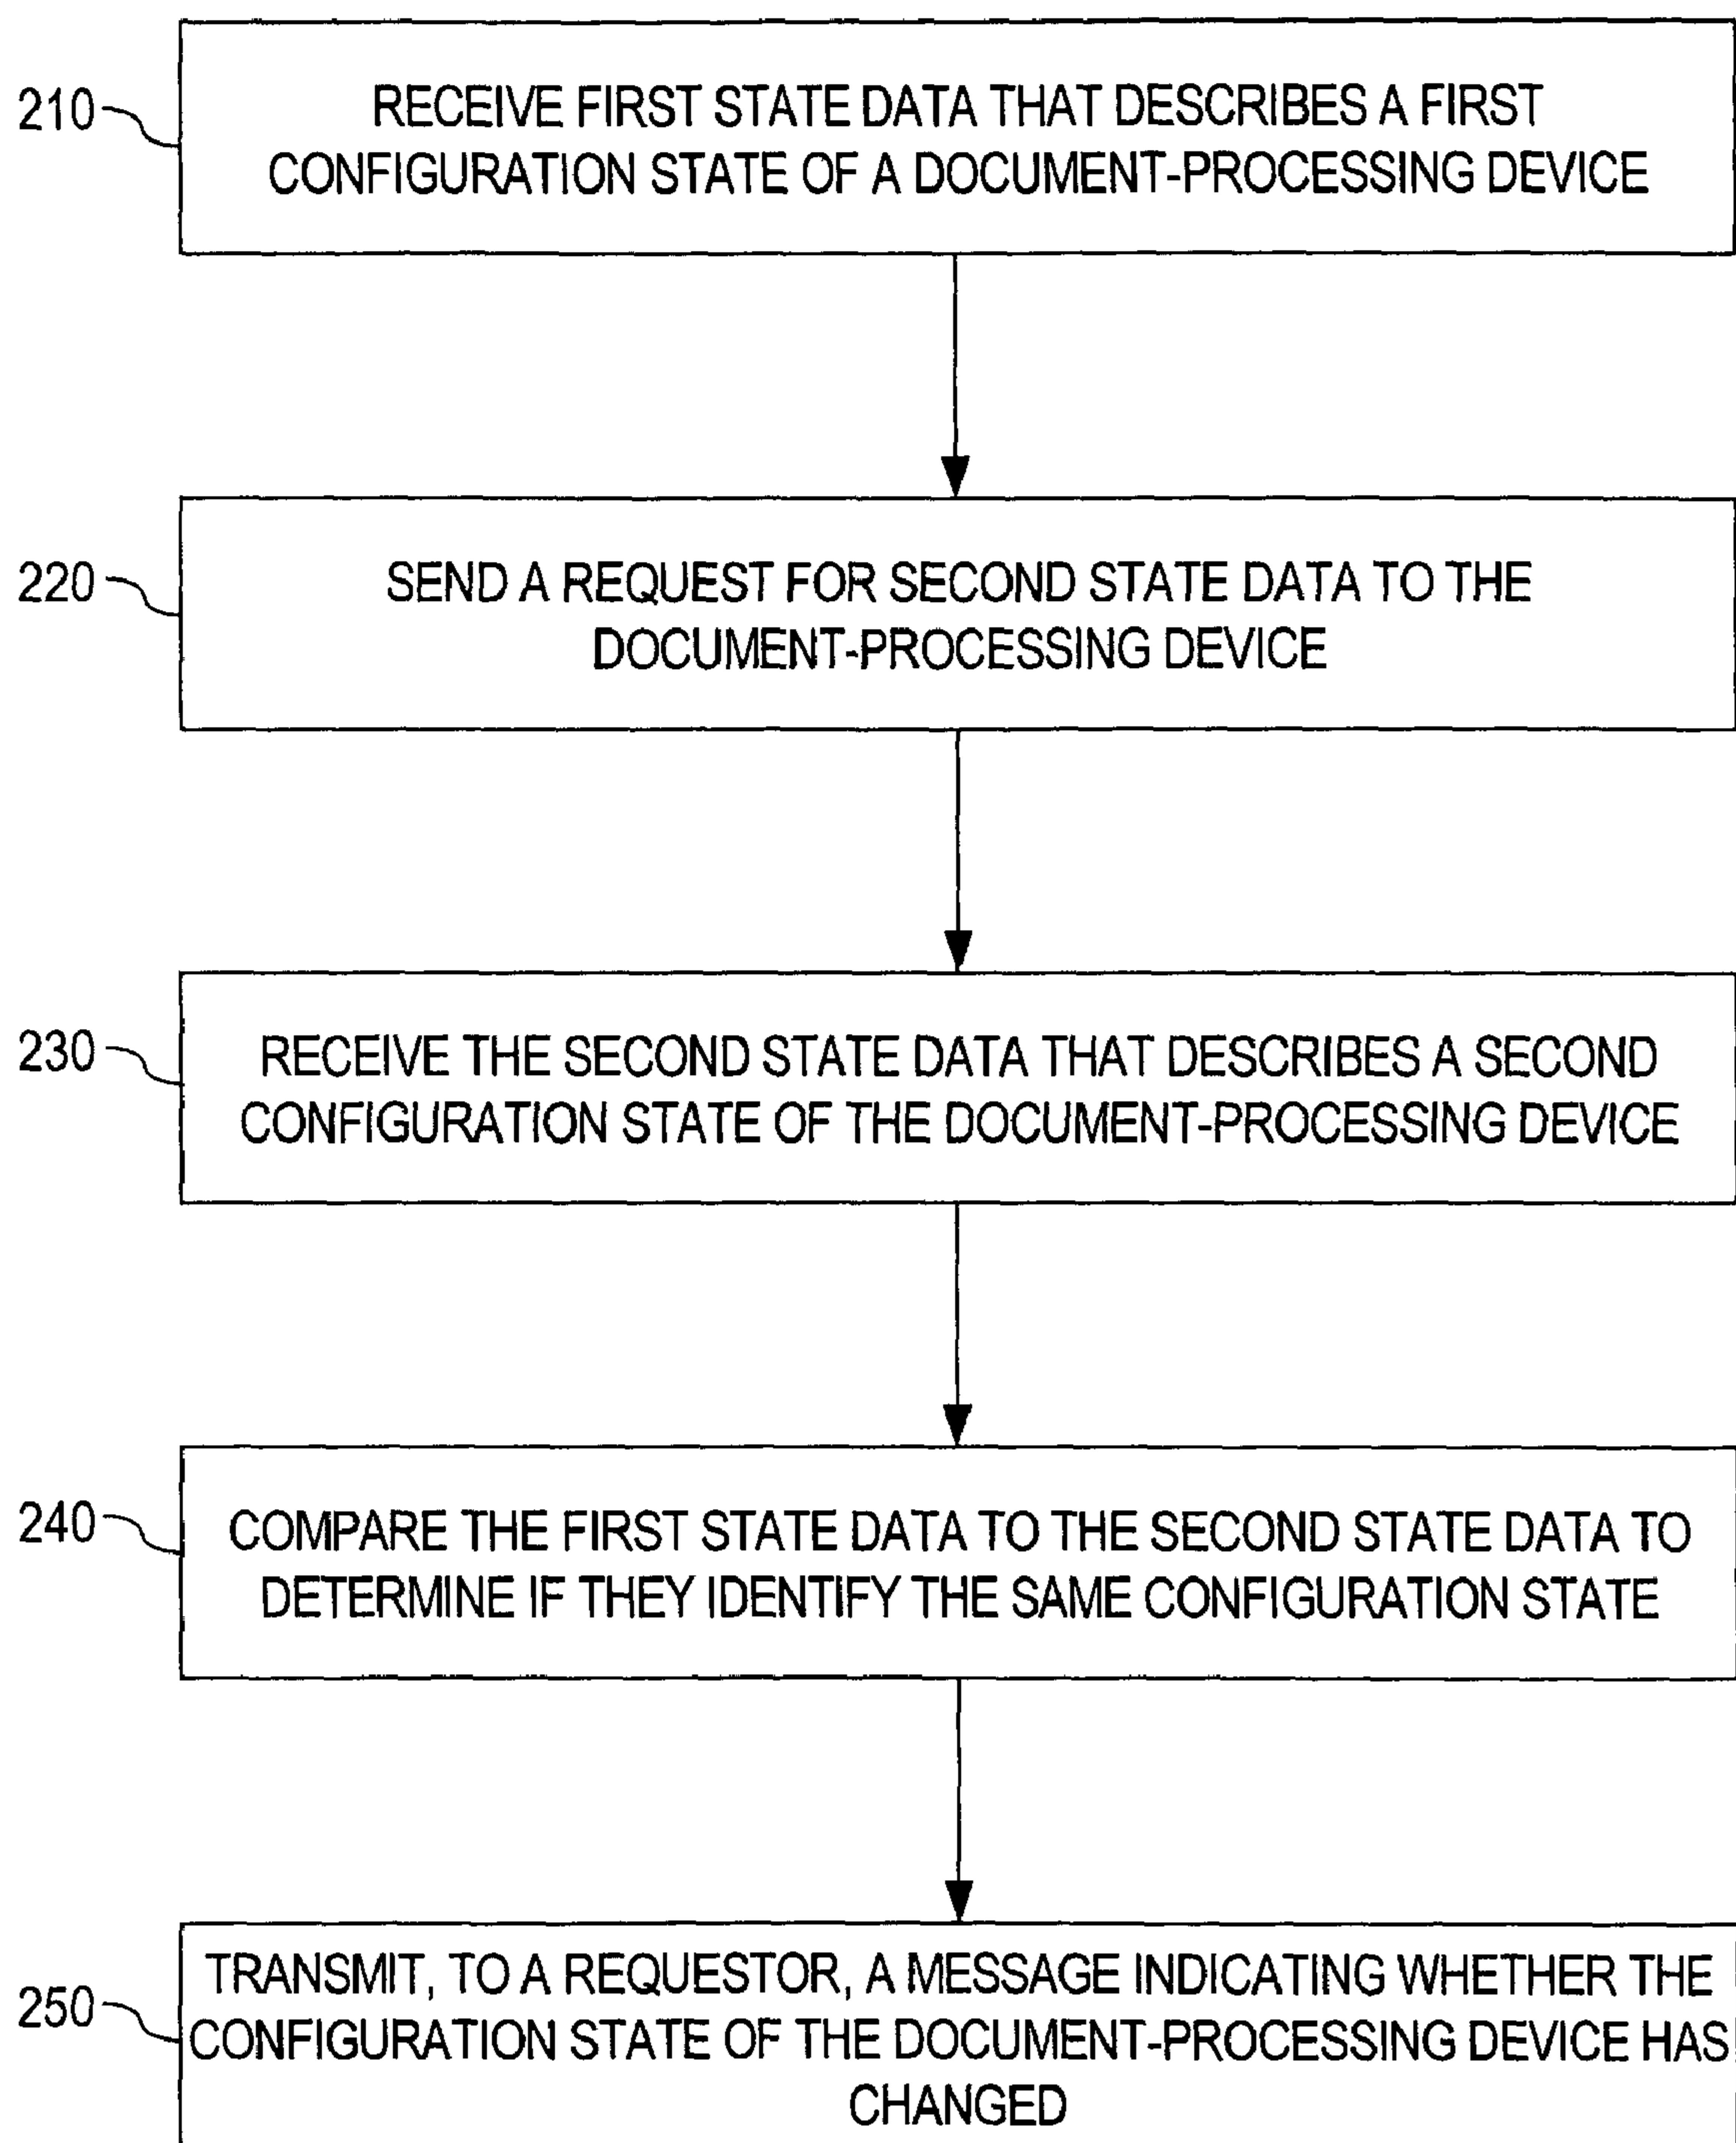 210
RECEIVE FIRST STATE DATA THAT DESCRIBES A FIRST
CONFIGURATION STATE OF A DOCUMENT-PROCESSING DEVICE
220
SEND A REQUEST FOR SECOND STATE DATA TO THE
DOCUMENT-PROCESSING DEVICE
230
RECEIVE THE SECOND STATE DATA THAT DESCRIBES A SECOND
CONFIGURATION STATE OF THE DOCUMENT-PROCESSING DEVICE
240
COMPARE THE FIRST STATE DATA TO THE SECOND STATE DATA TO
DETERMINE IF THEY IDENTIFY THE SAME CONFIGURATION STATE
250
TRANSMIT, TO A REQUESTOR, A MESSAGE INDICATING WHETHER THE
CONFIGURATION STATE OF THE DOCUMENT-PROCESSING DEVICE HAS
CHANGED